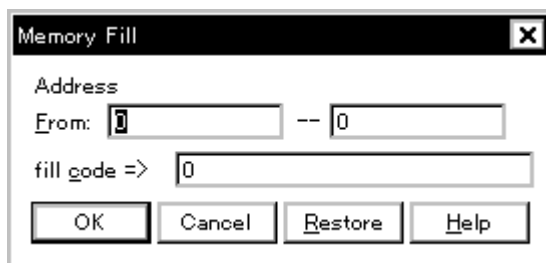 Memory Fill
Address
From: 0 -- 0
fill code => 0
OK Cancel Restore Help